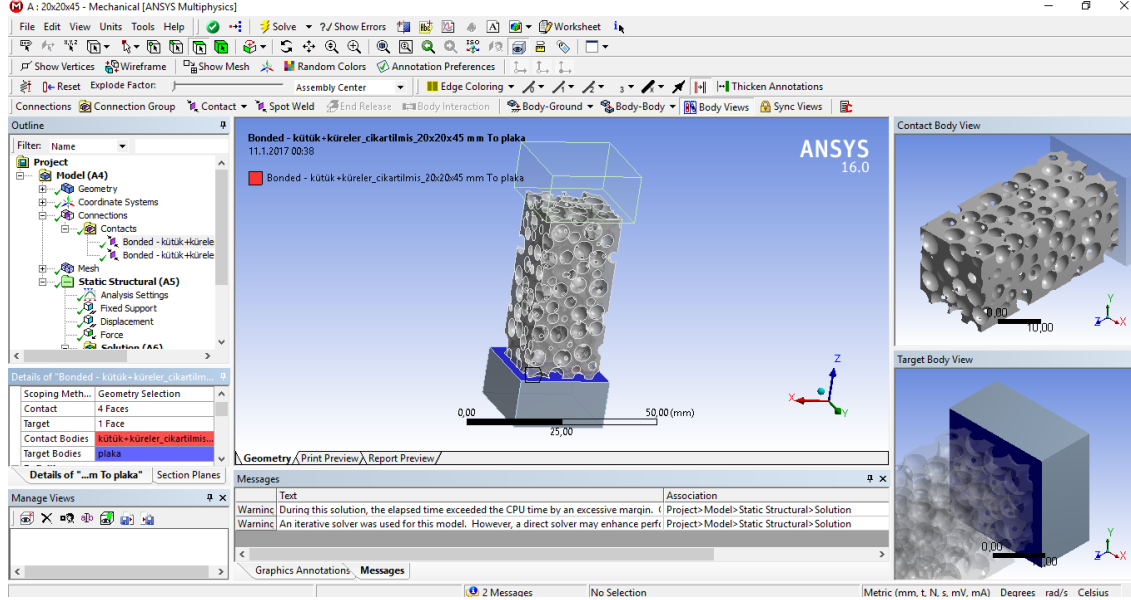 A : 20x20x45 - Mechanical [ANSYS Multiphysics]
File Edit View Units Tools Help Solve ?/ Show Errors Worksheet
Show Vertices Wireframe Show Mesh Random Colors Annotation Preferences
Reset Explode Factor: Assembly Center Edge Coloring Thicken Annotations
Connections Connection Group Contact Spot Weld End Release Body Interaction Body-Ground Body-Body Body Views Sync Views
Outline
Filter: Name
Project
Model (A4)
Geometry
Coordinate Systems
Connections
Contacts
Bonded - kütük+kürele
Bonded - kütük+kürele
Mesh
Static Structural (A5)
Analysis Settings
Fixed Support
Displacement
Force
Solution (A6)
Details of "Bonded - kütük+küreler_cikartilm...
Scoping Meth... Geometry Selection
Contact 4 Faces
Target 1 Face
Contact Bodies kütük+küreler_cikartilmis...
Target Bodies plaka
Details of "...m To plaka" Section Planes
Manage Views
Bonded - kütük+küreler_cikartilmis_20x20x45 mm To plaka
11.1.2017 00:38
Bonded - kütük+küreler_cikartilmis_20x20x45 mm To plaka
ANSYS
16.0
Z
X
Y
0,00 50,00 (mm)
25,00
Geometry Print Preview Report Preview
Messages
Text Association
Warning During this solution, the elapsed time exceeded the CPU time by an excessive margin. ( Project>Model>Static Structural>Solution
Warning An iterative solver was used for this model. However, a direct solver may enhance perfo Project>Model>Static Structural>Solution
Graphics Annotations Messages
Contact Body View
0,00
10,00
Y
Z X
Target Body View
0,00
Y
Z X
2 Messages No Selection Metric (mm, t, N, s, mV, mA) Degrees rad/s Celsius